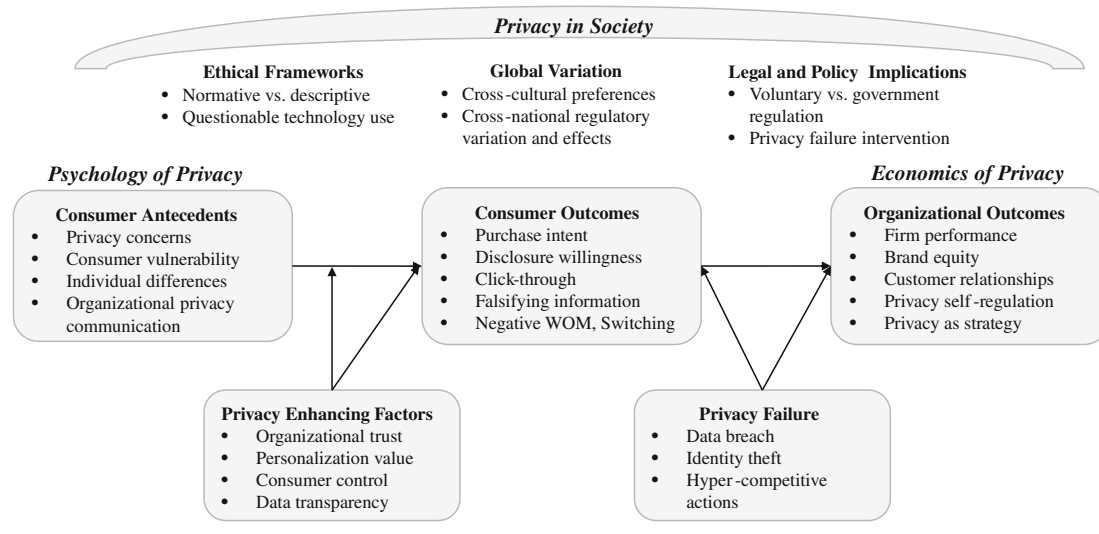 Privacy in Society
Ethical Frameworks
• Normative vs. descriptive
• Questionable technology use
Global Variation
• Cross-cultural preferences
• Cross-national regulatory
variation and effects
Legal and Policy Implications
• Voluntary vs. government
regulation
• Privacy failure intervention
Psychology of Privacy
Consumer Antecedents
• Privacy concerns
• Consumer vulnerability
• Individual differences
• Organizational privacy
communication
Consumer Outcomes
• Purchase intent
• Disclosure willingness
• Click-through
• Falsifying information
• Negative WOM, Switching
Economics of Privacy
Organizational Outcomes
• Firm performance
• Brand equity
• Customer relationships
• Privacy self-regulation
• Privacy as strategy
Privacy Enhancing Factors
• Organizational trust
• Personalization value
• Consumer control
• Data transparency
Privacy Failure
• Data breach
• Identity theft
• Hyper-competitive
actions